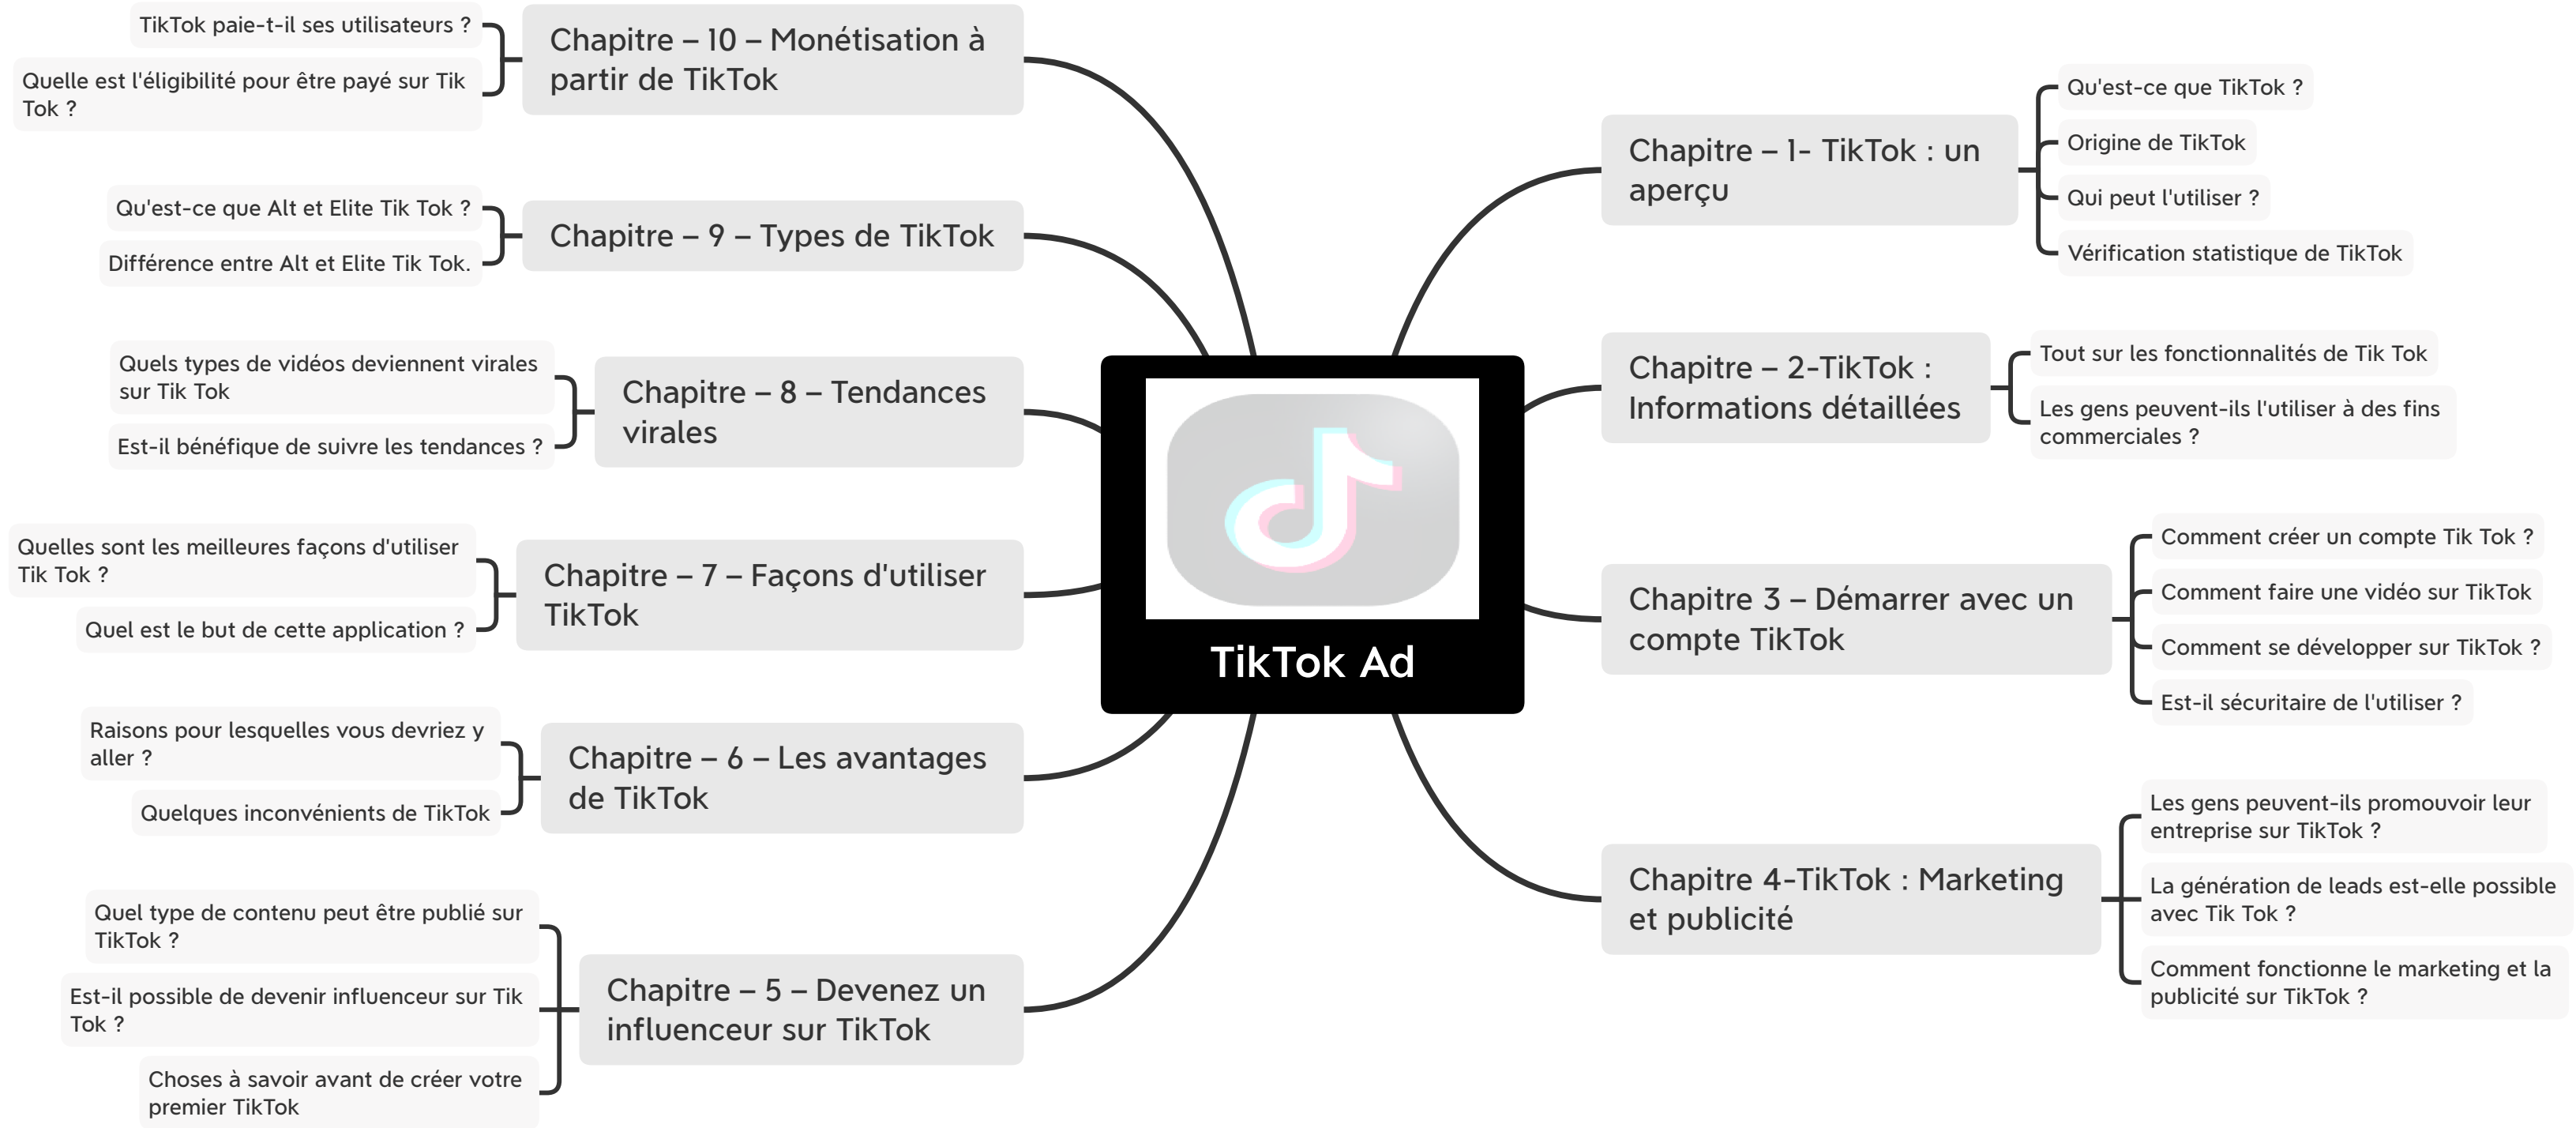 TikTok Ad
Chapitre – 1- TikTok : un
aperçu
Qu'est-ce que TikTok ?
Origine de TikTok
Qui peut l'utiliser ?
Vérification statistique de TikTok
Chapitre – 2-TikTok :
Informations détaillées
Tout sur les fonctionnalités de Tik Tok
Les gens peuvent-ils l'utiliser à des fins
commerciales ?
Chapitre 3 – Démarrer avec un
compte TikTok
Comment créer un compte Tik Tok ?
Comment faire une vidéo sur TikTok
Comment se développer sur TikTok ?
Est-il sécuritaire de l'utiliser ?
Chapitre 4-TikTok : Marketing
et publicité
Les gens peuvent-ils promouvoir leur
entreprise sur TikTok ?
La génération de leads est-elle possible
avec Tik Tok ?
Comment fonctionne le marketing et la
publicité sur TikTok ?
Chapitre – 5 – Devenez un
influenceur sur TikTok
Quel type de contenu peut être publié sur
TikTok ?
Est-il possible de devenir influenceur sur Tik
Tok ?
Choses à savoir avant de créer votre
premier TikTok
Chapitre – 6 – Les avantages
de TikTok
Raisons pour lesquelles vous devriez y
aller ?
Quelques inconvénients de TikTok
Chapitre – 7 – Façons d'utiliser
TikTok
Quelles sont les meilleures façons d'utiliser
Tik Tok ?
Quel est le but de cette application ?
Chapitre – 8 – Tendances
virales
Quels types de vidéos deviennent virales
sur Tik Tok
Est-il bénéfique de suivre les tendances ?
Chapitre – 9 – Types de TikTok
Qu'est-ce que Alt et Elite Tik Tok ?
Différence entre Alt et Elite Tik Tok.
Chapitre – 10 – Monétisation à
partir de TikTok
TikTok paie-t-il ses utilisateurs ?
Quelle est l'éligibilité pour être payé sur Tik
Tok ?